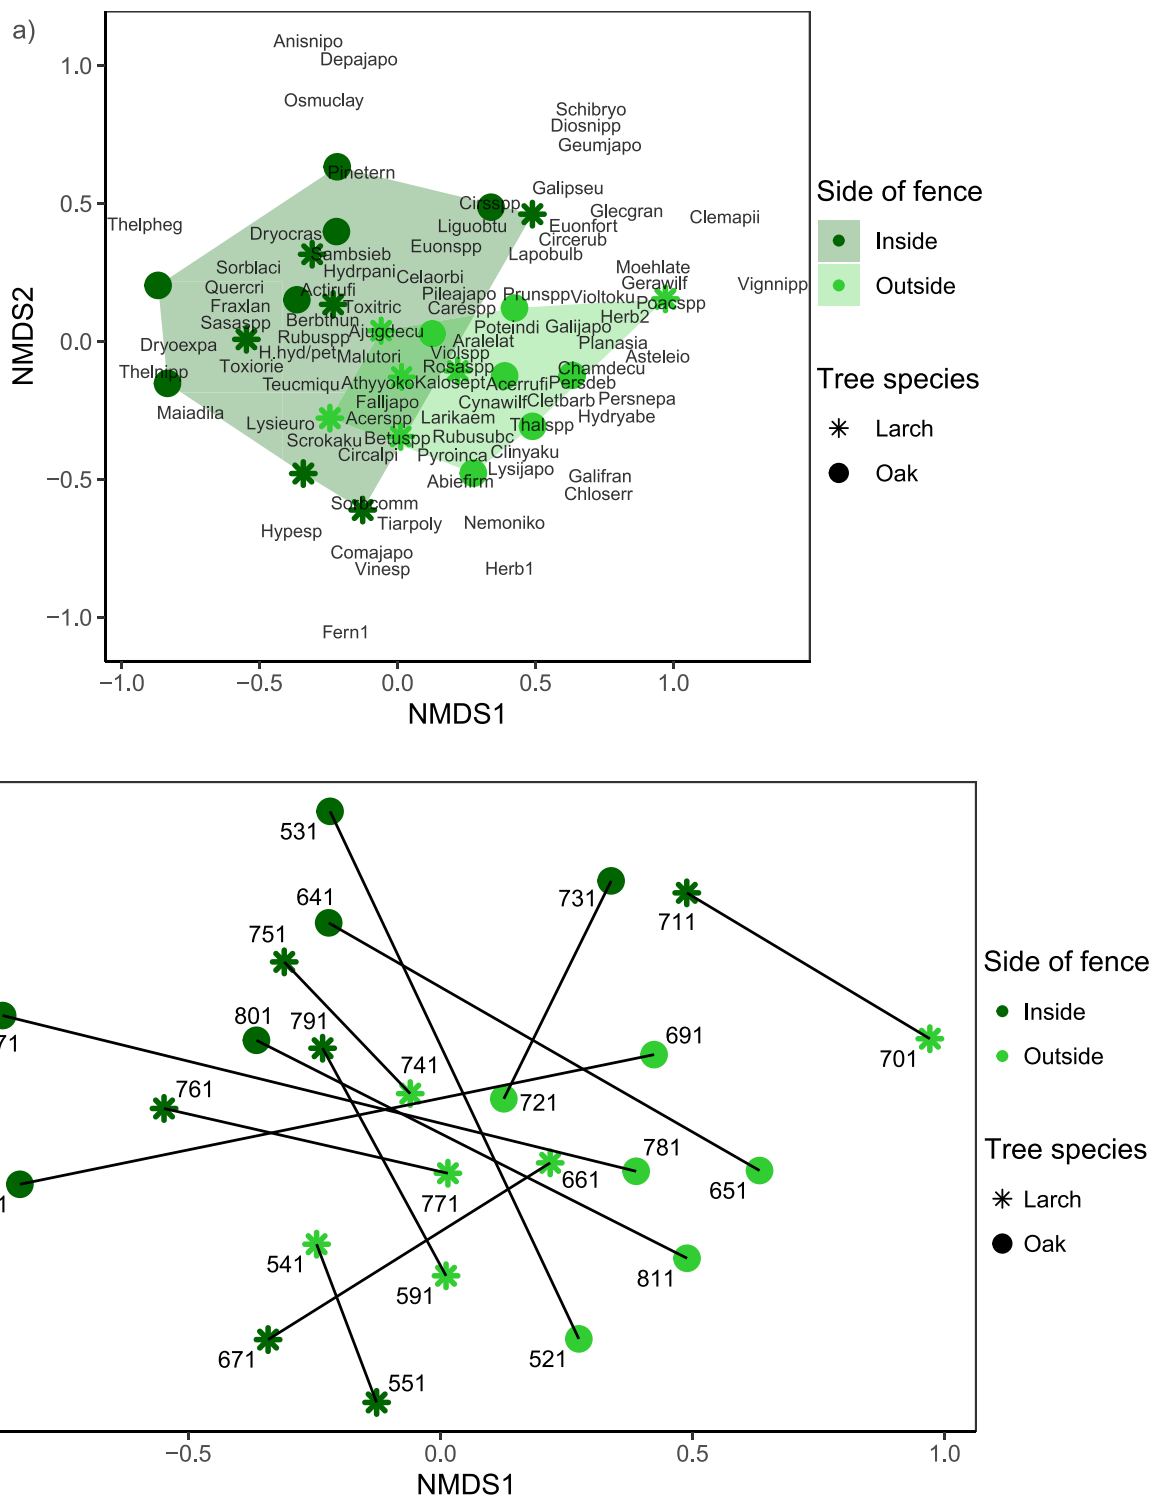 a)
Anisnipo
Depajapo
1.0
Osmuclay
Schibryo
Diosnipp
Geumjapo
Pinetern
Side of fence
Galipseu
0.5
Cirsspp
Glecgran
Clemapii
Thelpheg
Liguobtu
Euonfort
Dryocras
Circerub
Inside
Euonspp
Sambsieb
Lapobulb
Sorblaci
Hydrpani
Moehlate
Celaorbi
Gerawilf
Vignnipp
Outside
Quercri
Actirufi
Pileajapo
Prunspp
Violtoku
Poacspp
Fraxlan
Toxitric
Carespp
Herb2
Sasaspp
Berbthun
Poteindi
Galijapo
Ajugdecu
NMDS2
0.0
Rubuspp
Aralelat
Planasia
Dryoexpa
H.hyd/pet
Malutori
Violspp
Asteleio
Toxiorie
Rosaspp
Chamdecu
Thelnipp
Tree species
Teucmiqu
Athyyoko
Kalosept
Acerrufi
Persdeb
Falljapo
Cynawilf
Cletbarb
Persnepa
Maiadila
Acerspp
Larikaem
Hydryabe
Lysieuro
Thalspp
Larch
Scrokaku
Betuspp
Rubusubc
Circalpi
Pyroinca
Clinyaku
Lysijapo
Oak
−0.5
Abiefirm
Galifran
Chloserr
Sorbcomm
Tiarpoly
Nemoniko
Hypesp
Comajapo
Vinesp
Herb1
−1.0
Fern1
−1.0
−0.5
0.0
0.5
1.0
NMDS1
531
641
731
711
751
Side of fence
801
791
Inside
71
691
701
741
Outside
761
721
781
Tree species
661
651
771
1
Larch
541
811
Oak
591
671
521
551
−0.5
0.0
0.5
1.0
NMDS1